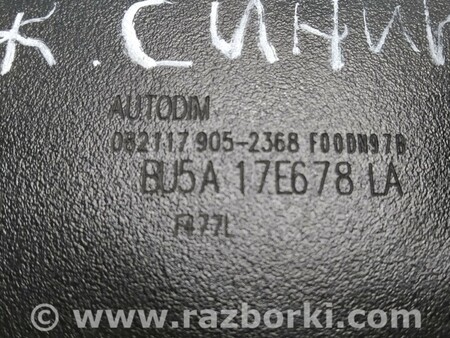 К. СИНИЙ
AUTODIM
082117 905-2368 F00DN97B
BU5A 17E678 LA
F477L
© www.razborki.com